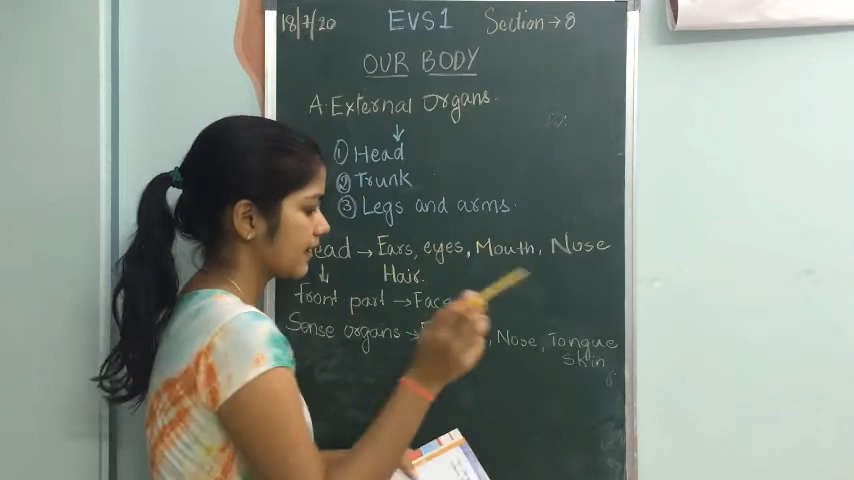 18/7/20 EVS1 Section → 8
OUR BODY
A. External organs.
↓
① Head
② Trunk
③ Legs and arms.
ead → Ears, eyes, Mouth, Nose
↓ Hair.
front part → Face
Sense organs → E , Nose, Tongue
Skin